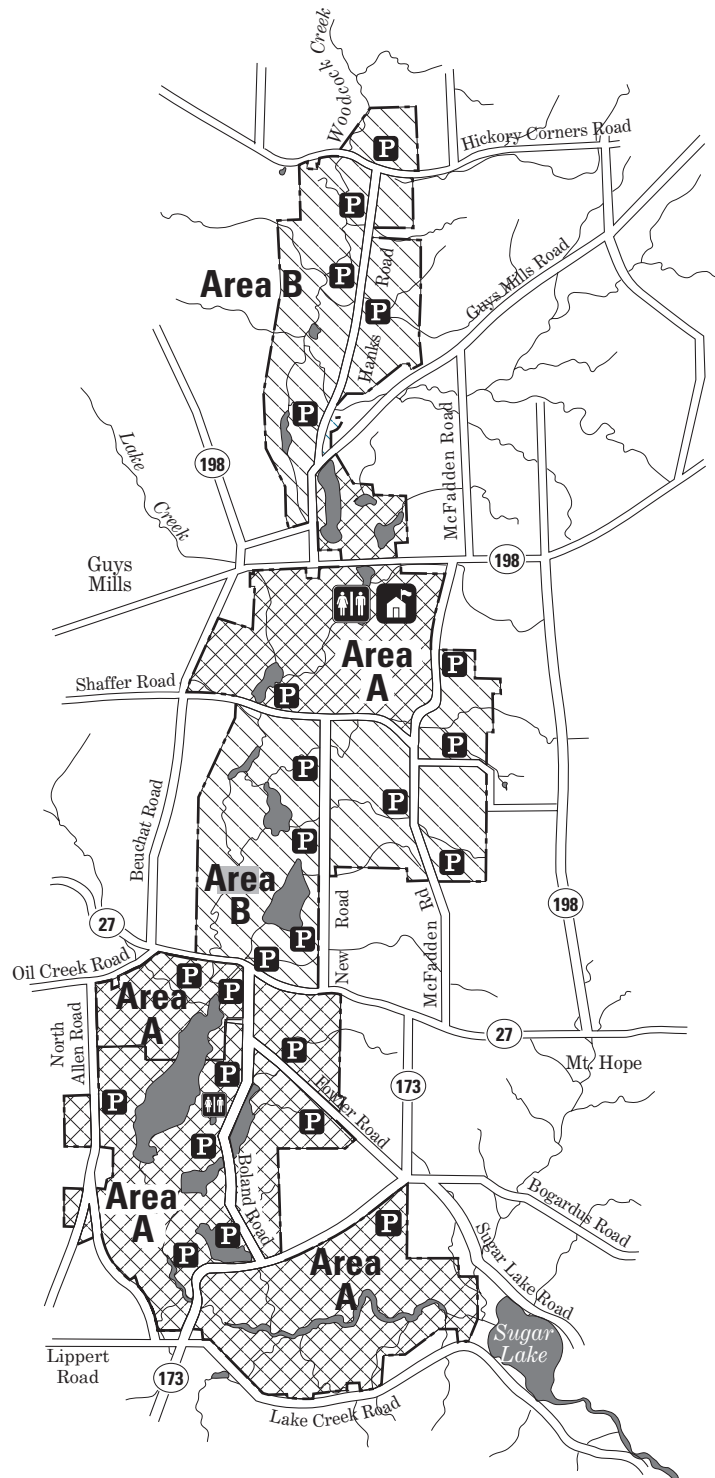 Woodcock Creek
Hickory Corners Road
P
P
Area B
P
Hanks Road
P
Guys Mills Road
P
McFadden Road
Lake Creek
198
Guys
Mills
198
Area
A
P
Shaffer Road
P
P
P
P
Beuchat Road
P
P
Area
B
198
P
New Road
McFadden Rd
27
P
Oil Creek Road
P
P
Area
A
North
Allen Road
27
Mt. Hope
P
P
173
P
Fowler Road
P
P
Boland Road
Bogardus Road
Area
A
P
P
P
Sugar Lake Road
Area
A
Sugar
Lake
Lippert
Road
173
Lake Creek Road